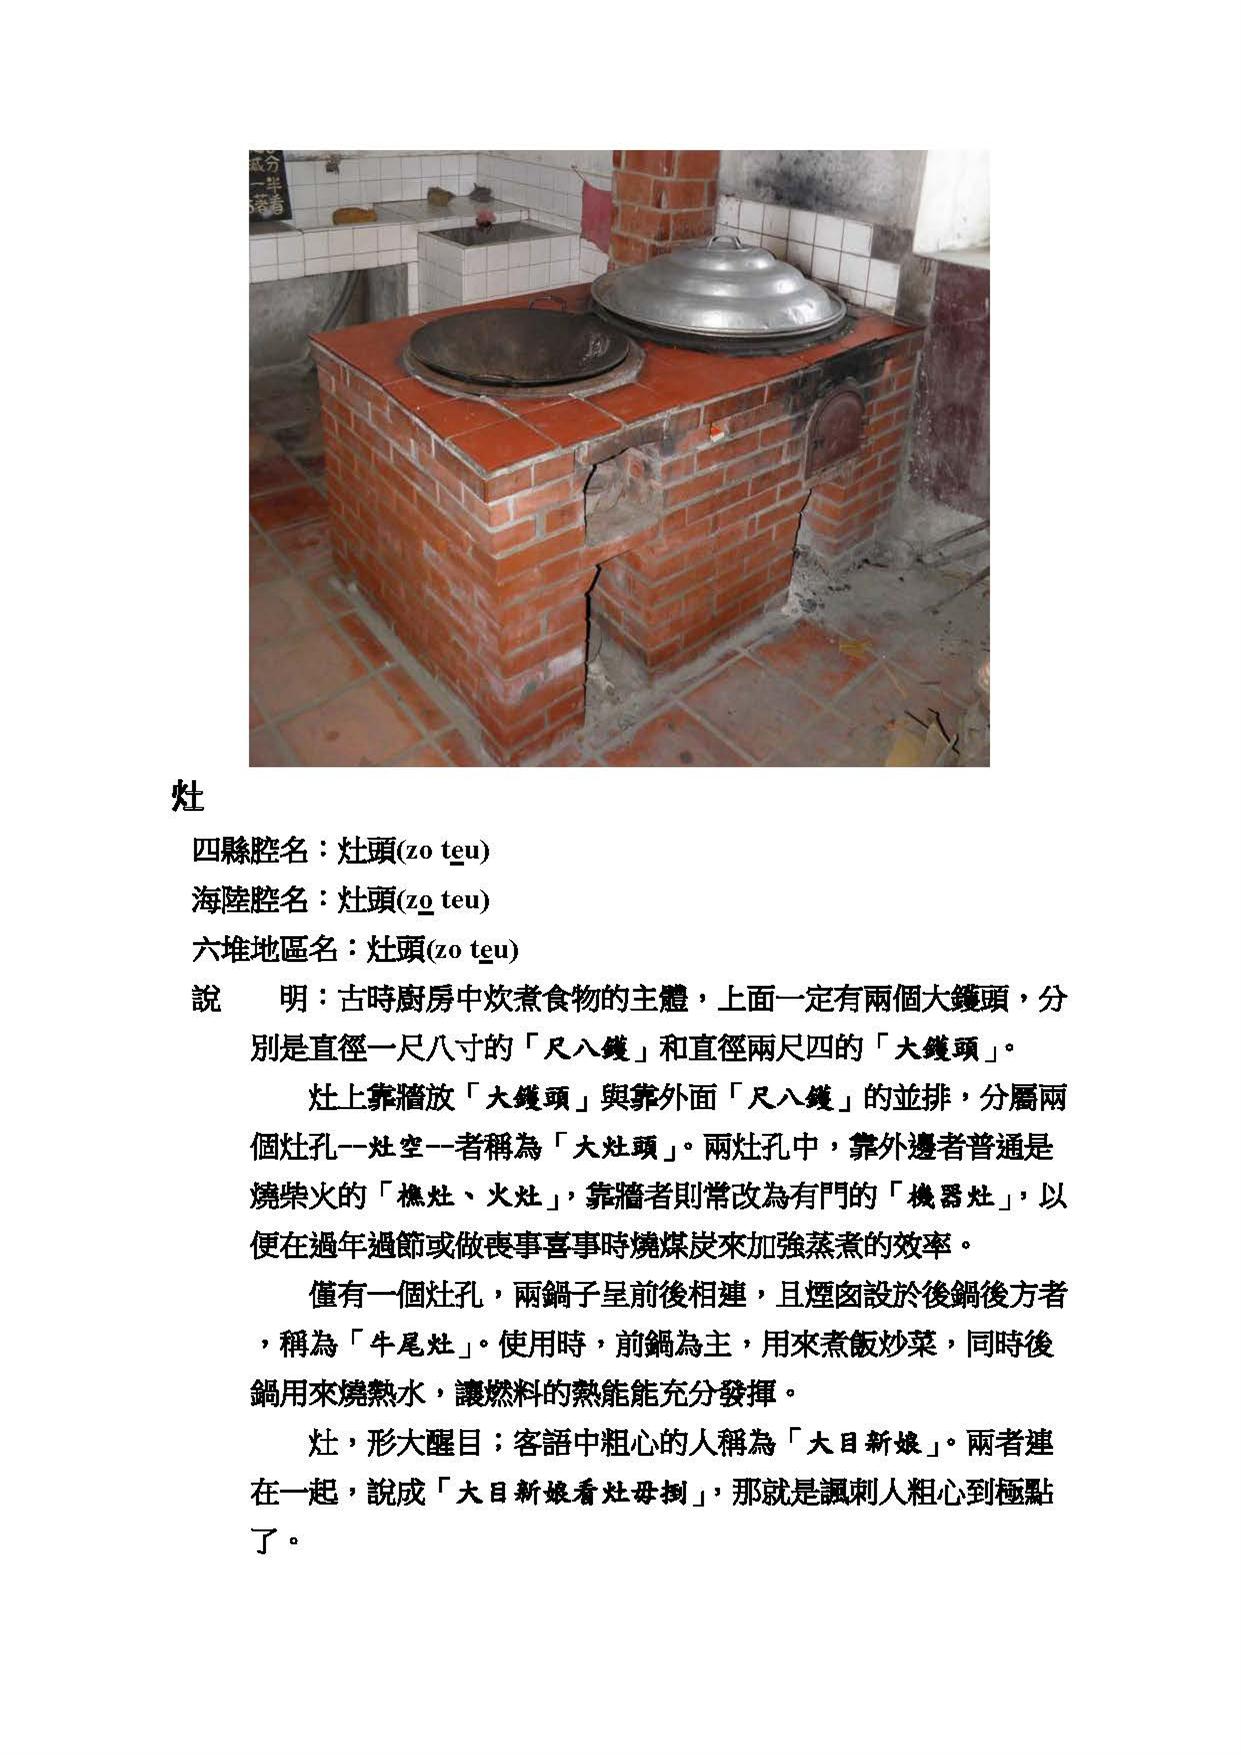 減分
一半
落看
灶
四縣腔名：灶頭(zo teu)
海陸腔名：灶頭(zo teu)
六堆地區名：灶頭(zo teu)
說　　明：古時廚房中炊煮食物的主體，上面一定有兩個大鑊頭，分
別是直徑一尺八寸的「尺八鑊」和直徑兩尺四的「大鑊頭」。
灶上靠牆放「大鑊頭」與靠外面「尺八鑊」的並排，分屬兩
個灶孔--灶空--者稱為「大灶頭」。兩灶孔中，靠外邊者普通是
燒柴火的「樵灶、火灶」，靠牆者則常改為有門的「機器灶」，以
便在過年過節或做喪事喜事時燒煤炭來加強蒸煮的效率。
僅有一個灶孔，兩鍋子呈前後相連，且煙囪設於後鍋後方者
，稱為「牛尾灶」。使用時，前鍋為主，用來煮飯炒菜，同時後
鍋用來燒熱水，讓燃料的熱能能充分發揮。
灶，形大醒目；客語中粗心的人稱為「大目新娘」。兩者連
在一起，說成「大目新娘看灶毋倒」，那就是諷刺人粗心到極點
了。